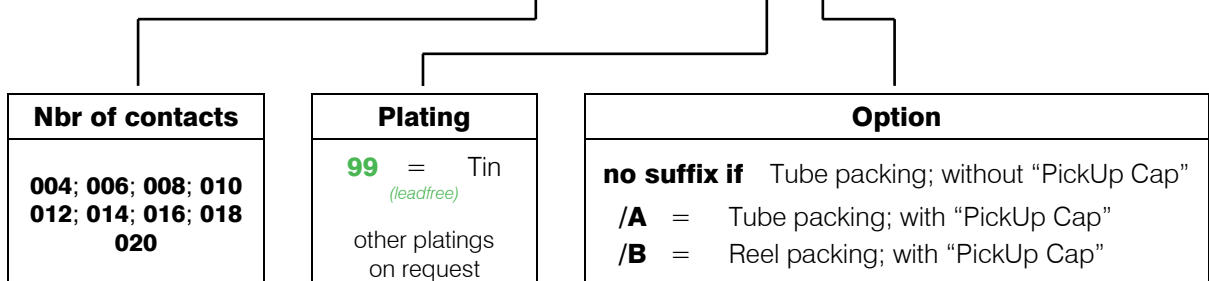 Nbr of contacts
004; 006; 008; 010
012; 014; 016; 018
020
Plating
99 = Tin
(leadfree)
other platings
on request
Option
no suffix if Tube packing; without “PickUp Cap”
/A = Tube packing; with “PickUp Cap”
/B = Reel packing; with “PickUp Cap”